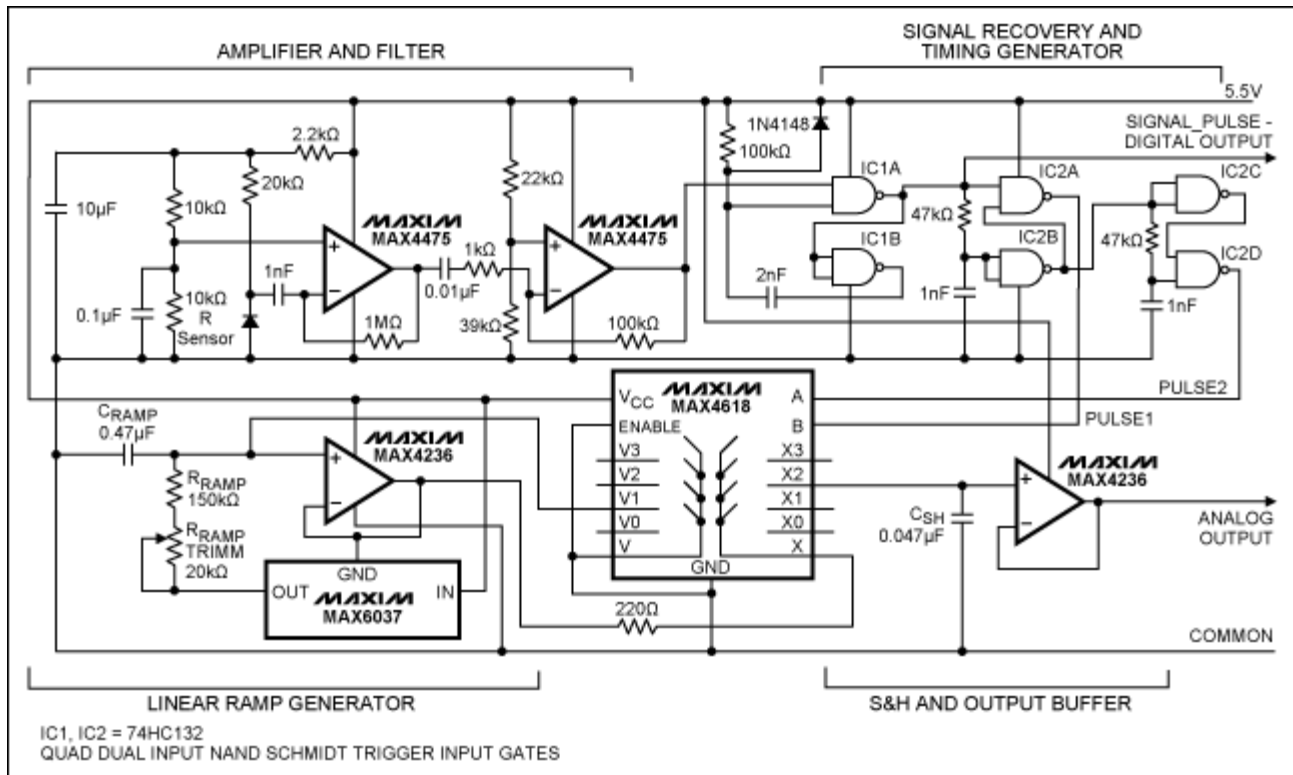 AMPLIFIER AND FILTER
SIGNAL RECOVERY AND
TIMING GENERATOR
5.5V
2.2kΩ
20kΩ
10kΩ
10µF
22kΩ
1N4148
100kΩ
IC1A
IC2A
IC2C
SIGNAL_PULSE -
DIGITAL OUTPUT
MAXIM
MAX4475
+
−
MAXIM
MAX4475
+
−
1nF
1kΩ
0.01µF
47kΩ
IC1B
IC2B
47kΩ
IC2D
0.1µF
10kΩ
R
Sensor
1MΩ
39kΩ
100kΩ
2nF
1nF
1nF
PULSE2
PULSE1
CRAMP
0.47µF
RRAMP
150kΩ
RRAMP
TRIMM
20kΩ
MAXIM
MAX4236
+
−
OUT
GND
IN
MAXIM
MAX6037
MAXIM
MAX4618
VCC
ENABLE
V3
V2
V1
V0
V
A
B
X3
X2
X1
X0
X
GND
220Ω
CSH
0.047µF
MAXIM
MAX4236
+
−
ANALOG
OUTPUT
COMMON
LINEAR RAMP GENERATOR
S&H AND OUTPUT BUFFER
IC1, IC2 = 74HC132
QUAD DUAL INPUT NAND SCHMIDT TRIGGER INPUT GATES